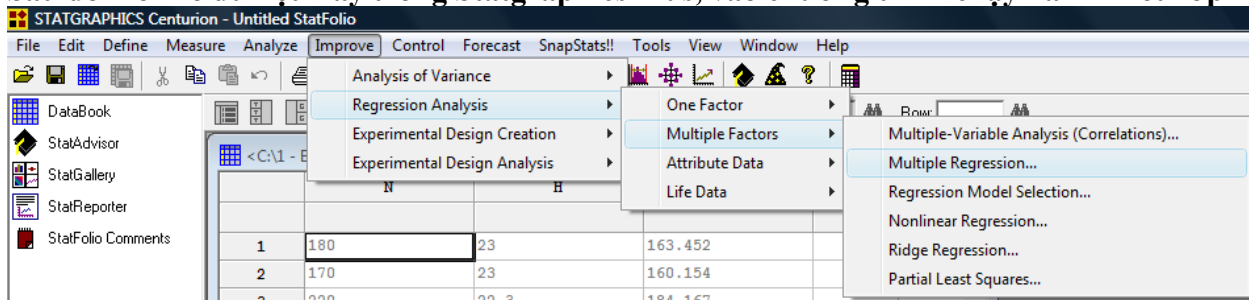 STATGRAPHICS Centurion - Untitled StatFolio
File Edit Define Measure Analyze Improve Control Forecast SnapStats!! Tools View Window Help
Analysis of Variance
Regression Analysis
Experimental Design Creation
Experimental Design Analysis
One Factor
Multiple Factors
Attribute Data
Life Data
Multiple-Variable Analysis (Correlations)...
Multiple Regression...
Regression Model Selection...
Nonlinear Regression...
Ridge Regression...
Partial Least Squares...
DataBook
StatAdvisor
StatGallery
StatReporter
StatFolio Comments
Row:
<C:\1 - E
N H
1 180 23 163.452
2 170 23 160.154